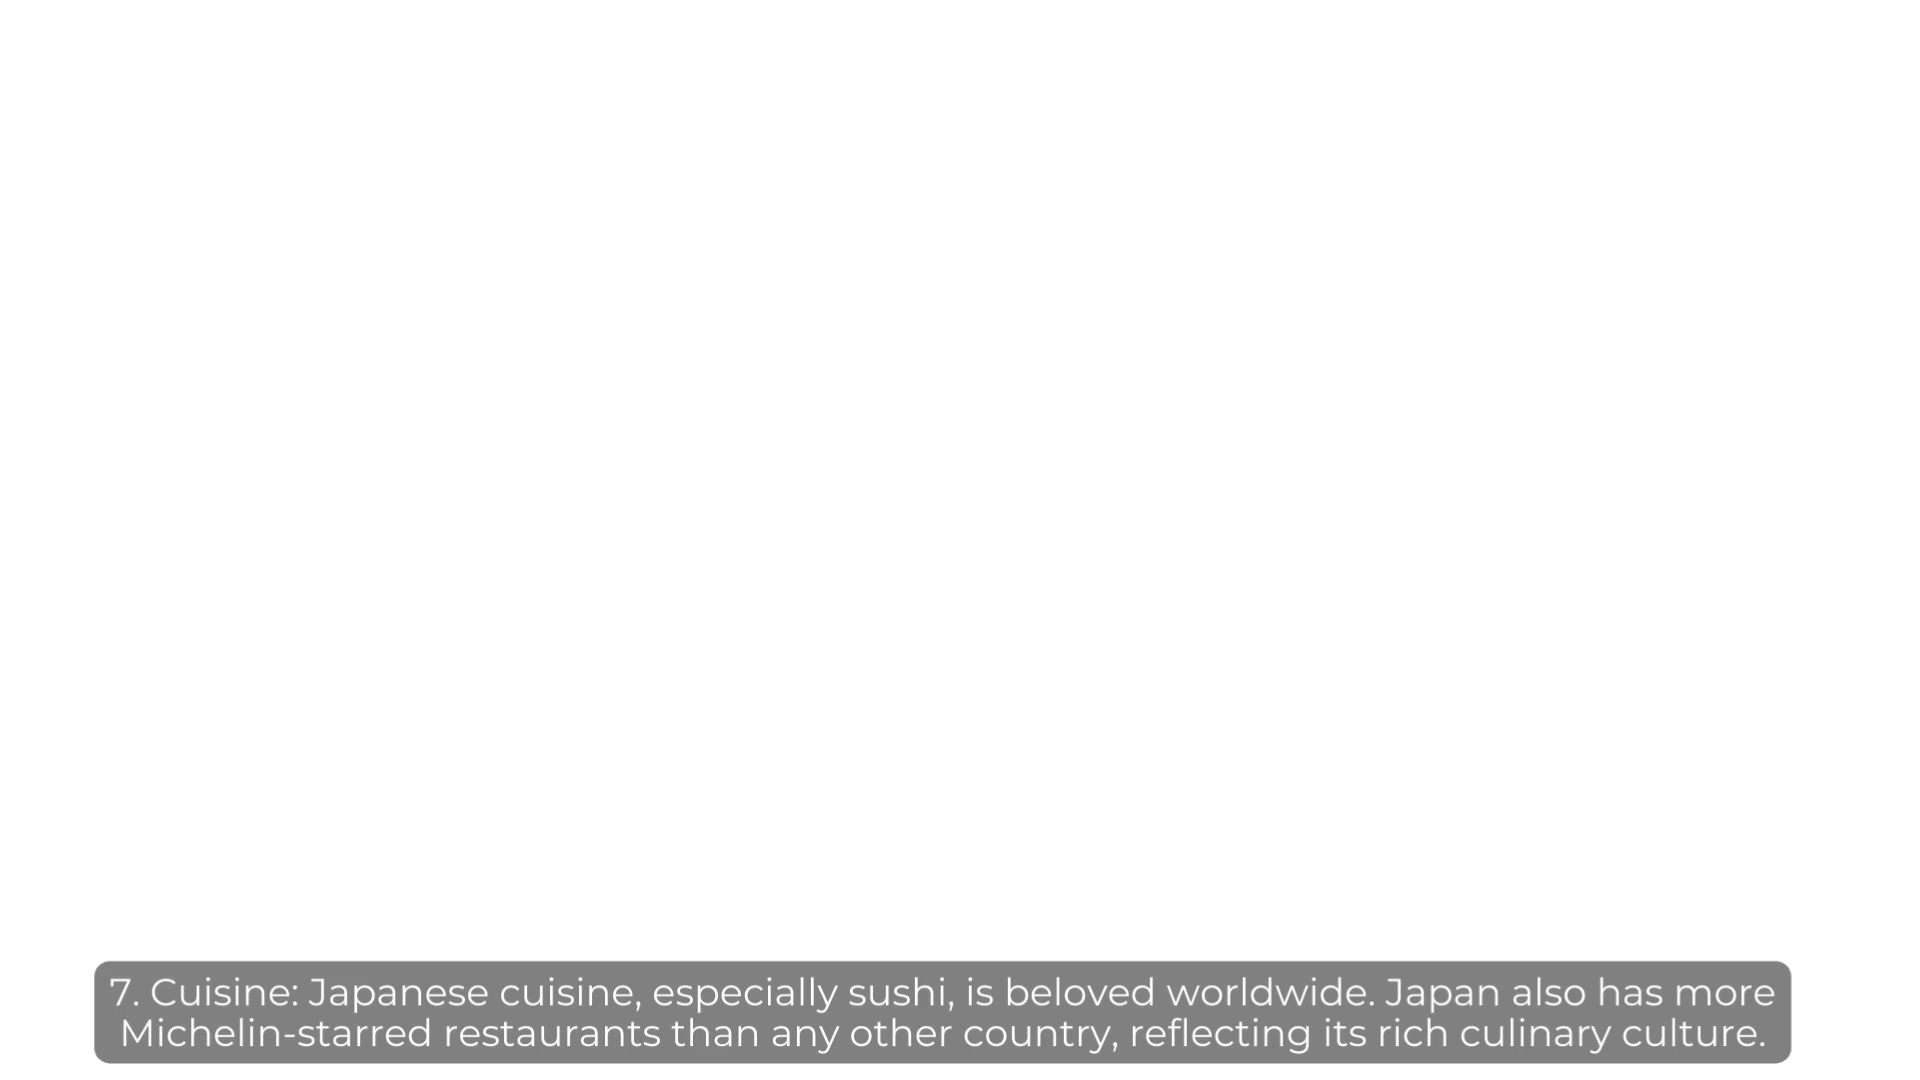 7. Cuisine: Japanese cuisine, especially sushi, is beloved worldwide. Japan also has more
Michelin-starred restaurants than any other country, reflecting its rich culinary culture.